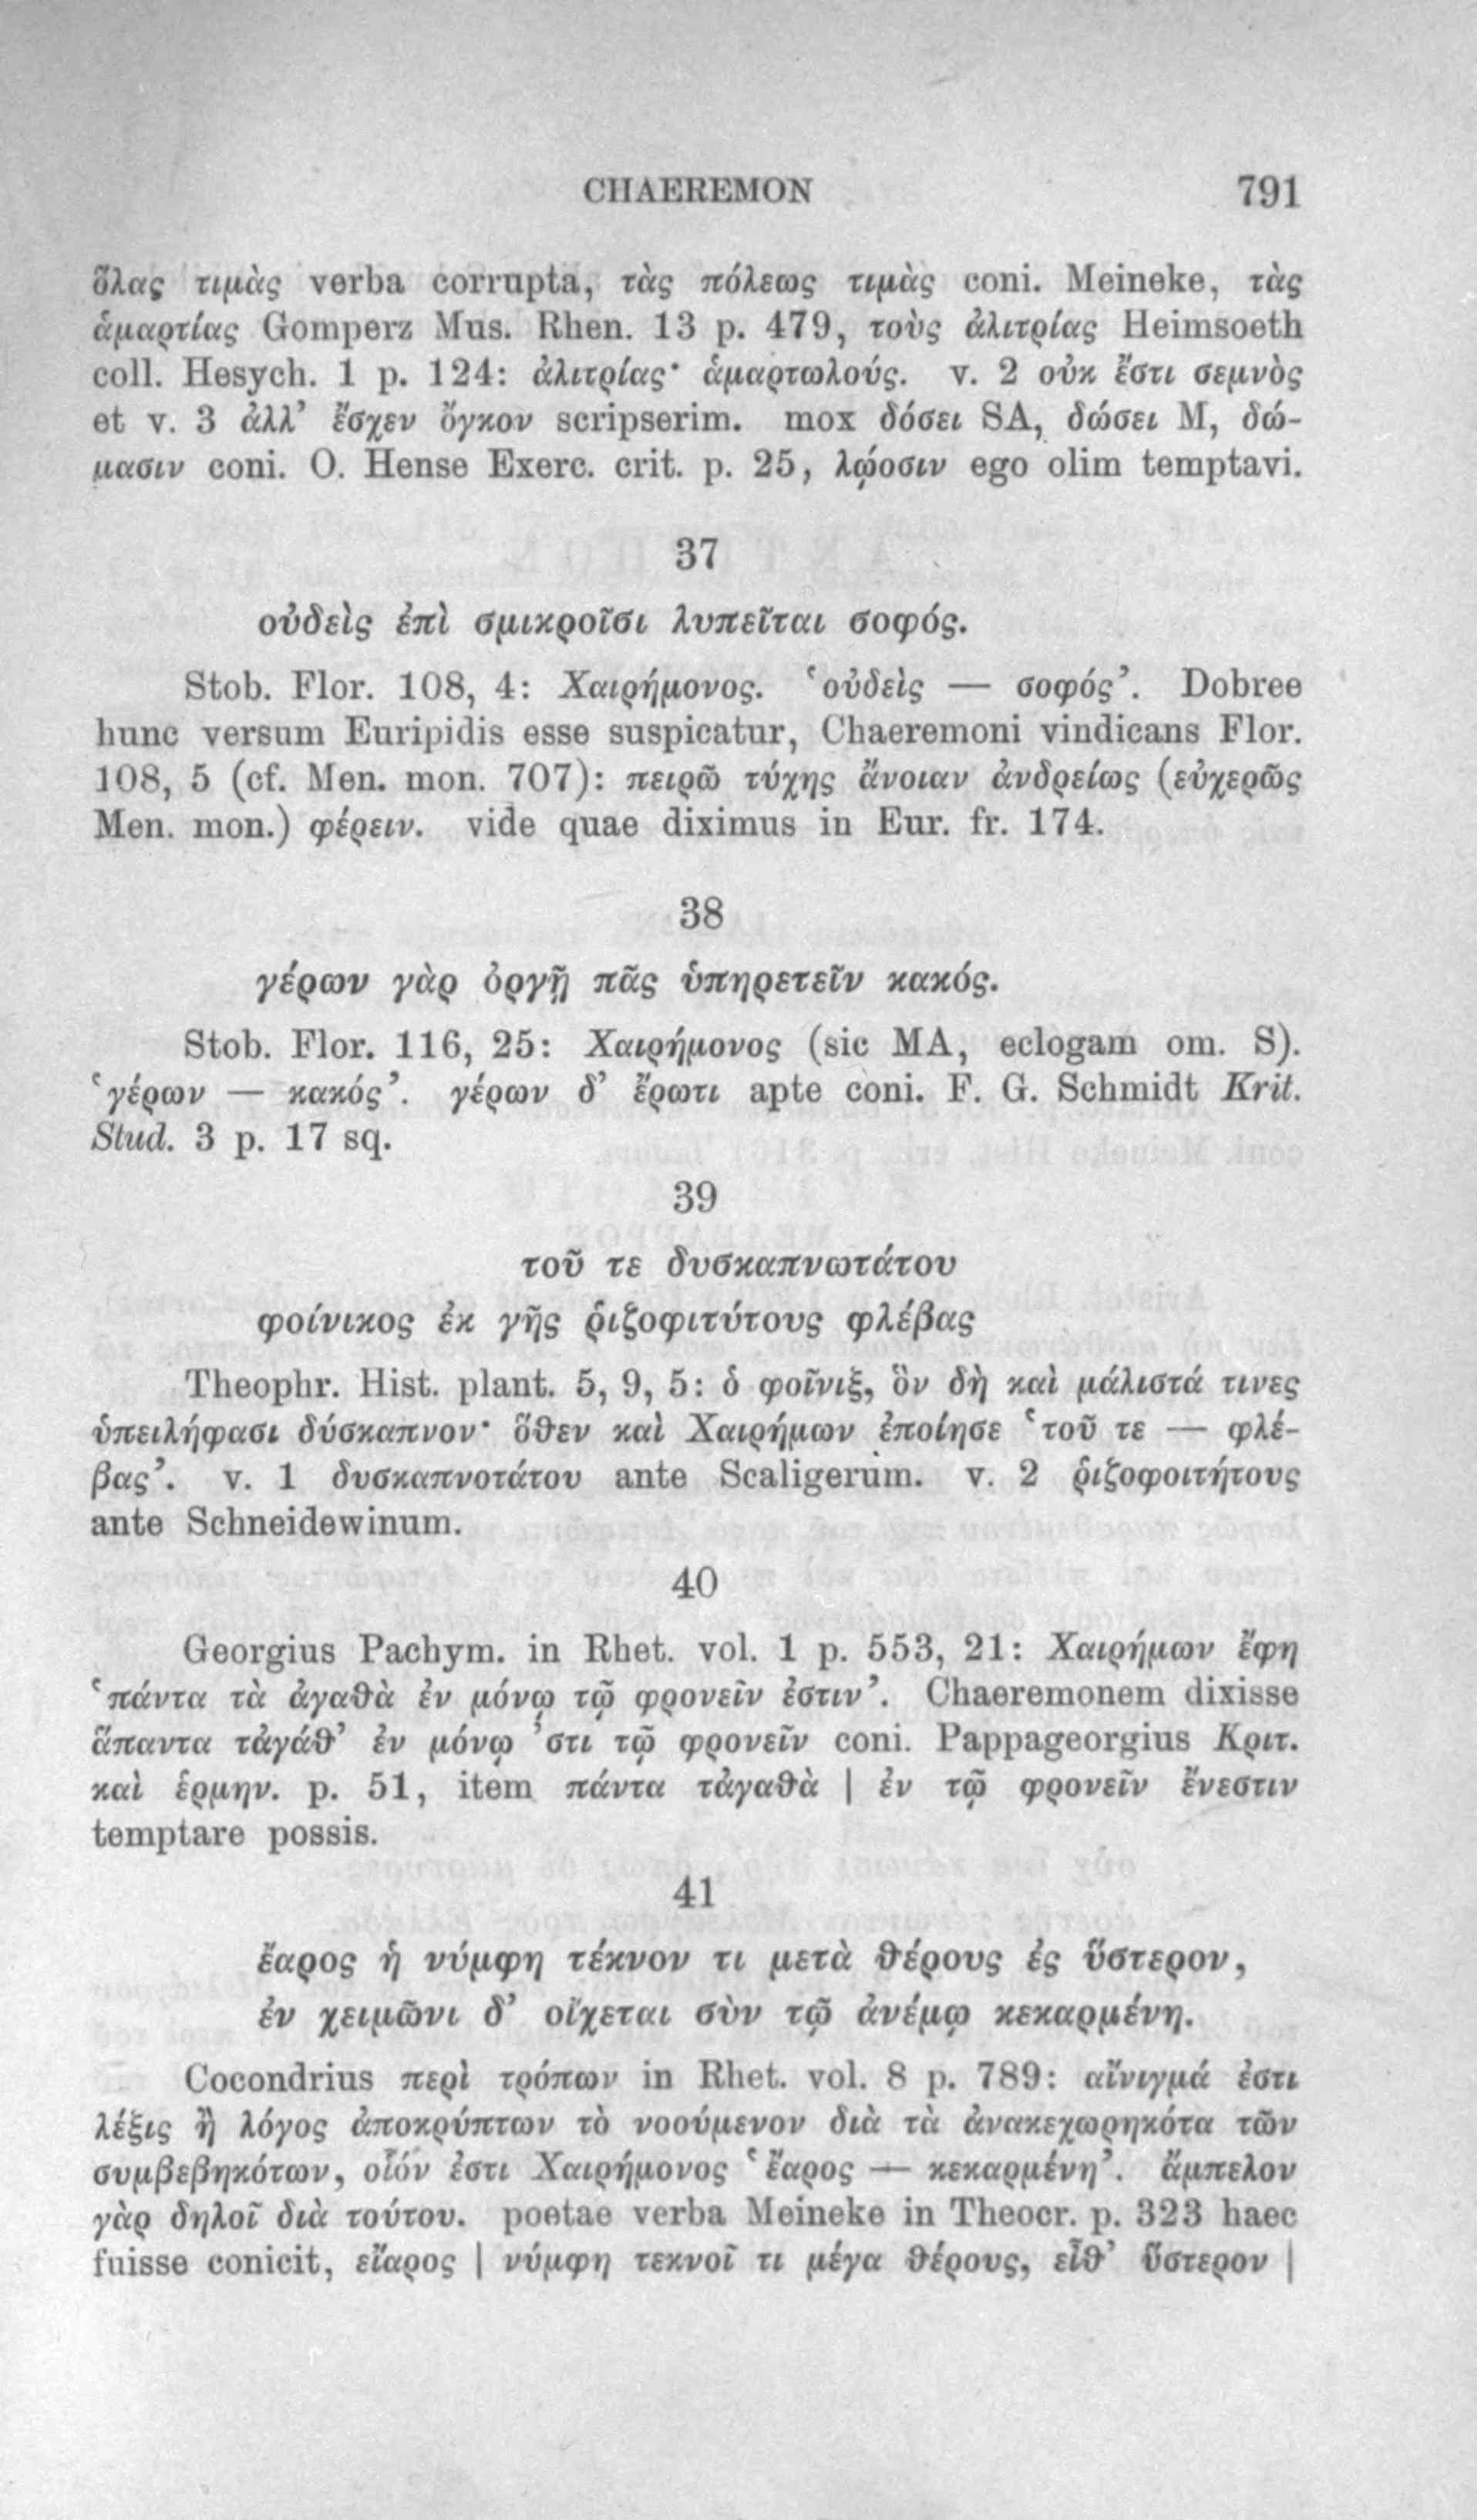 CHAEREMON 791
ὅλας τιμὰς verba corrupta, τὰς πόλεως τιμὰς coni. Meineke, τὰς
ἁμαρτίας Gomperz Mus. Rhen. 13 p. 479, τοὺς ἀλιτρίας Heimsoeth
coll. Hesych. 1 p. 124: ἀλιτρίας· ἁμαρτωλούς. v. 2 οὐκ ἔστι σεμνὸς
et v. 3 ἀλλ’ ἔσχεν ὄγκον scripserim. mox δόσει SA, δώσει M, δώ-
μασιν coni. O. Hense Exerc. crit. p. 25, λῴοσιν ego olim temptavi.
37
οὐδεὶς ἐπὶ σμικροῖσι λυπεῖται σοφός.
Stob. Flor. 108, 4: Χαιρήμονος. ‘οὐδεὶς — σοφός’. Dobree
hunc versum Euripidis esse suspicatur, Chaeremoni vindicans Flor.
108, 5 (cf. Men. mon. 707): πειρῶ τύχης ἄνοιαν ἀνδρείως (εὐχερῶς
Men. mon.) φέρειν. vide quae diximus in Eur. fr. 174.
38
γέρων γὰρ ὀργῇ πᾶς ὑπηρετεῖν κακός.
Stob. Flor. 116, 25: Χαιρήμονος (sic MA, eclogam om. S).
‘γέρων — κακός’. γέρων δ’ ἔρωτι apte coni. F. G. Schmidt Krit.
Stud. 3 p. 17 sq.
39
τοῦ τε δυσκαπνωτάτου
φοίνικος ἐκ γῆς ῥιζοφιτύτους φλέβας
Theophr. Hist. plant. 5, 9, 5: ὁ φοῖνιξ, ὃν δὴ καὶ μάλιστά τινες
ὑπειλήφασι δύσκαπνον· ὅθεν καὶ Χαιρήμων ἐποίησε ‘τοῦ τε — φλέ-
βας’. v. 1 δυσκαπνοτάτου ante Scaligerum. v. 2 ῥιζοφοιτήτους
ante Schneidewinum.
40
Georgius Pachym. in Rhet. vol. 1 p. 553, 21: Χαιρήμων ἔφη
‘πάντα τὰ ἀγαθὰ ἐν μόνῳ τῷ φρονεῖν ἐστιν’. Chaeremonem dixisse
ἅπαντα τἀγάθ’ ἐν μόνῳ ’στι τῷ φρονεῖν coni. Pappageorgius Κριτ.
καὶ ἑρμην. p. 51, item πάντα τἀγαθὰ | ἐν τῷ φρονεῖν ἔνεστιν
temptare possis.
41
ἔαρος ἡ νύμφη τέκνον τι μετὰ θέρους ἐς ὕστερον,
ἐν χειμῶνι δ’ οἴχεται σὺν τῷ ἀνέμῳ κεκαρμένη.
Cocondrius περὶ τρόπων in Rhet. vol. 8 p. 789: αἴνιγμά ἐστι
λέξις ἢ λόγος ἀποκρύπτων τὸ νοούμενον διὰ τὰ ἀνακεχωρηκότα τῶν
συμβεβηκότων, οἷόν ἐστι Χαιρήμονος ‘ἔαρος — κεκαρμένη’. ἄμπελον
γὰρ δηλοῖ διὰ τούτου. poetae verba Meineke in Theocr. p. 323 haec
fuisse conicit, εἴαρος | νύμφη τεκνοῖ τι μέγα θέρους, εἶθ’ ὕστερον |